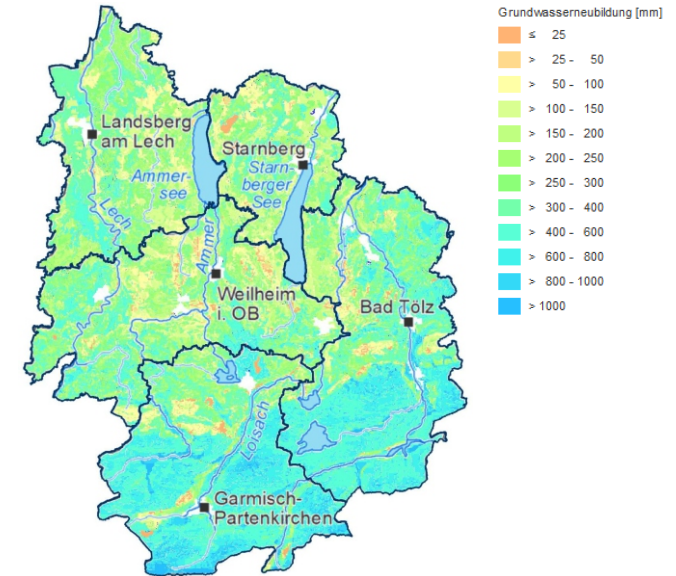 Grundwasserneubildung [mm]
≤ 25
> 25 - 50
> 50 - 100
> 100 - 150
> 150 - 200
> 200 - 250
> 250 - 300
> 300 - 400
> 400 - 600
> 600 - 800
> 800 - 1000
> 1000
Landsberg
am Lech
Starnberg
Ammer-
see
Starn-
berger
See
Lech
Ammer
Weilheim
i. OB
Bad Tölz
Loisach
Garmisch-
Partenkirchen